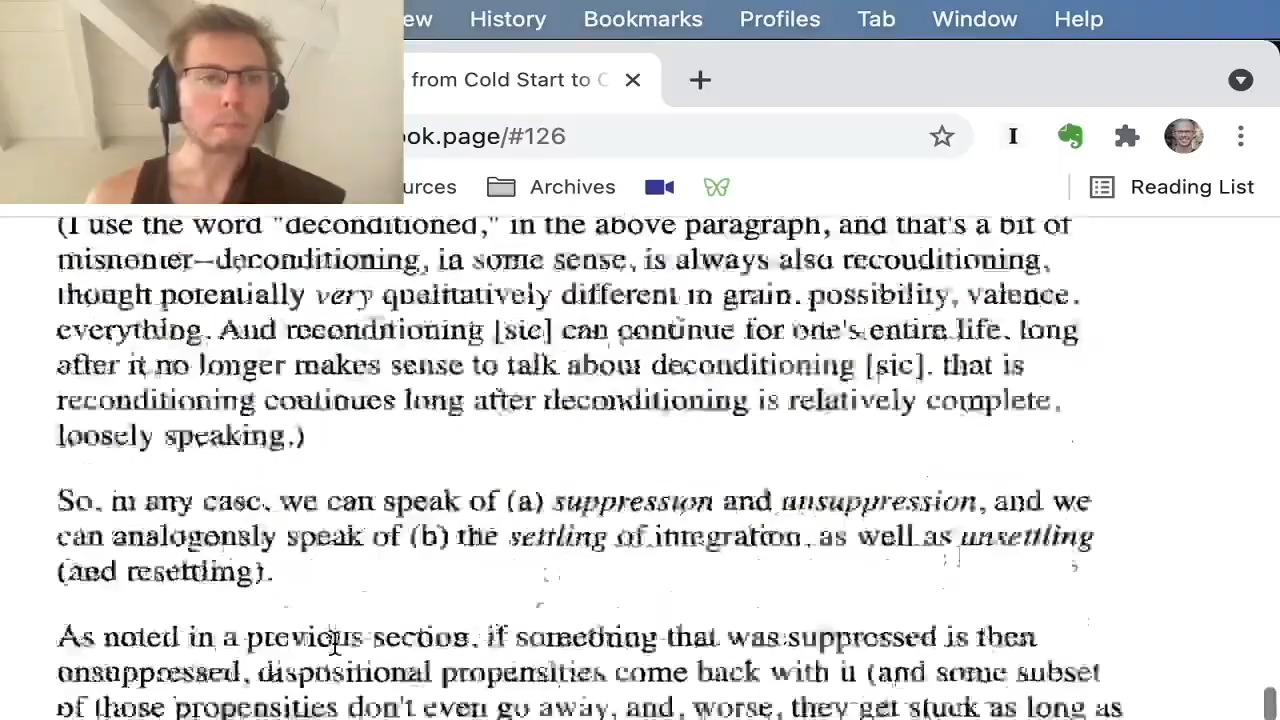 ew History Bookmarks Profiles Tab Window Help
from Cold Start to C
ook.page/#126
urces Archives Reading List
(I use the word "deconditioned," in the above paragraph, and that's a bit of
misnomer—deconditioning, in some sense, is always also reconditioning,
though potentially very qualitatively different in grain, possibility, valence,
everything. And reconditioning [sic] can continue for one's entire life, long
after it no longer makes sense to talk about deconditioning [sic], that is
reconditioning continues long after deconditioning is relatively complete,
loosely speaking.)
So, in any case, we can speak of (a) suppression and unsuppression, and we
can analogously speak of (b) the settling of integration, as well as unsettling
(and resettling).
As noted in a previous section, if something that was suppressed is then
unsuppressed, dispositional propensities come back with it (and some subset
of those propensities don't even go away, and, worse, they get stuck as long as